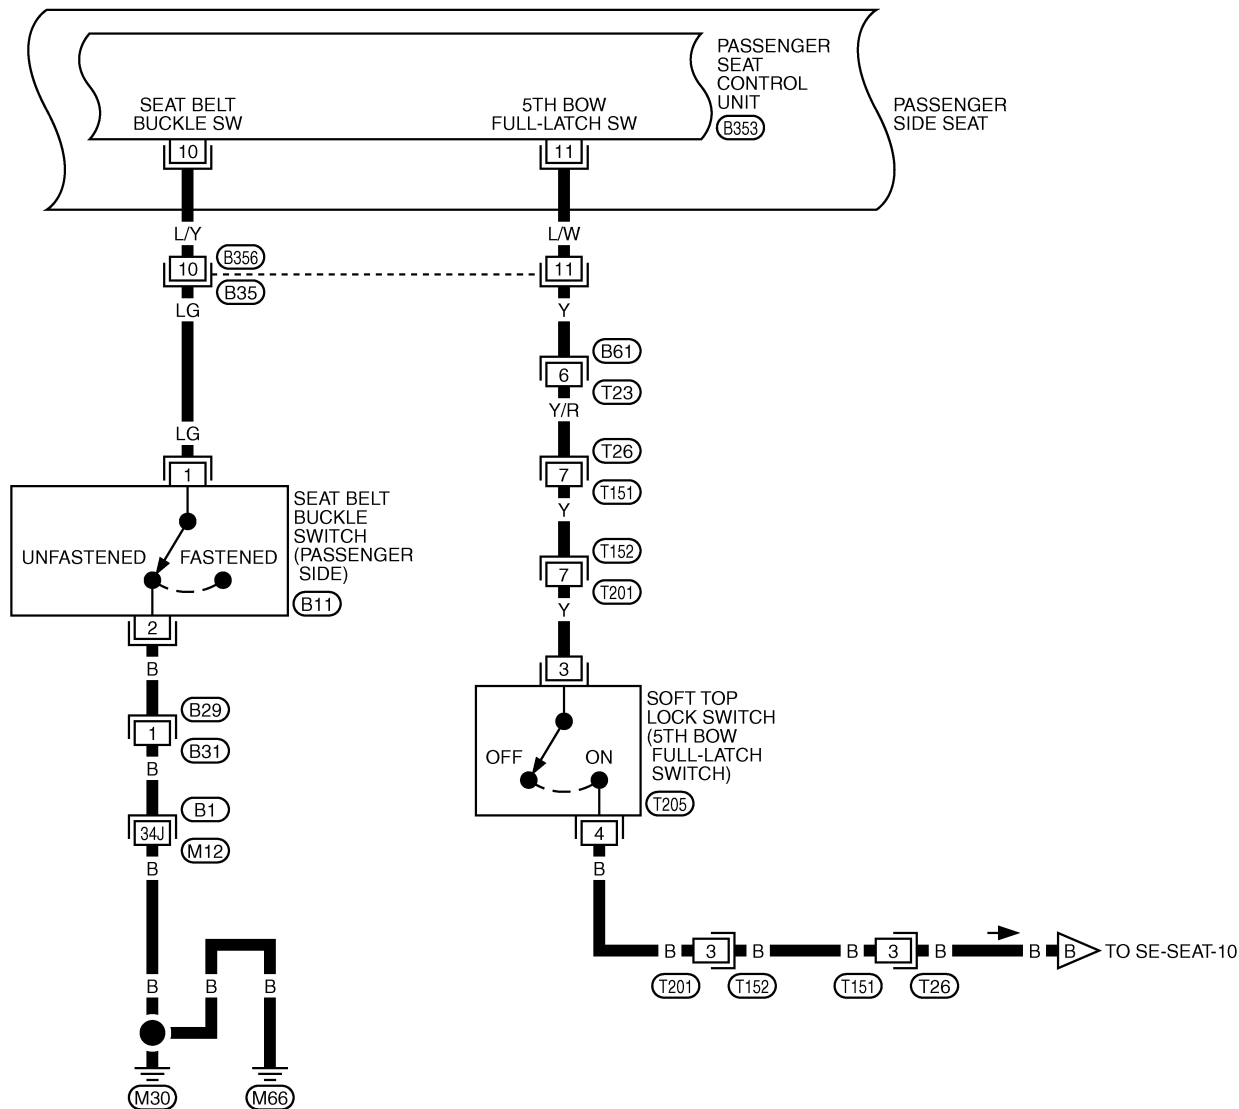 PASSENGER
SEAT
CONTROL
UNIT
B353
PASSENGER
SIDE SEAT
SEAT BELT
BUCKLE SW
5TH BOW
FULL-LATCH SW
10
11
L/Y
L/W
10
B356
B35
11
LG
Y
6
B61
T23
Y/R
LG
7
T26
T151
Y
1
SEAT BELT
BUCKLE
SWITCH
(PASSENGER
SIDE)
B11
UNFASTENED
FASTENED
2
7
T152
T201
Y
B
3
SOFT TOP
LOCK SWITCH
(5TH BOW
FULL-LATCH
SWITCH)
T205
OFF
ON
4
B
1
B29
B31
B
34J
B1
M12
B
B
3
B
B
3
B
B
B
TO SE-SEAT-10
T201
T152
T151
T26
B
B
B
M30
M66